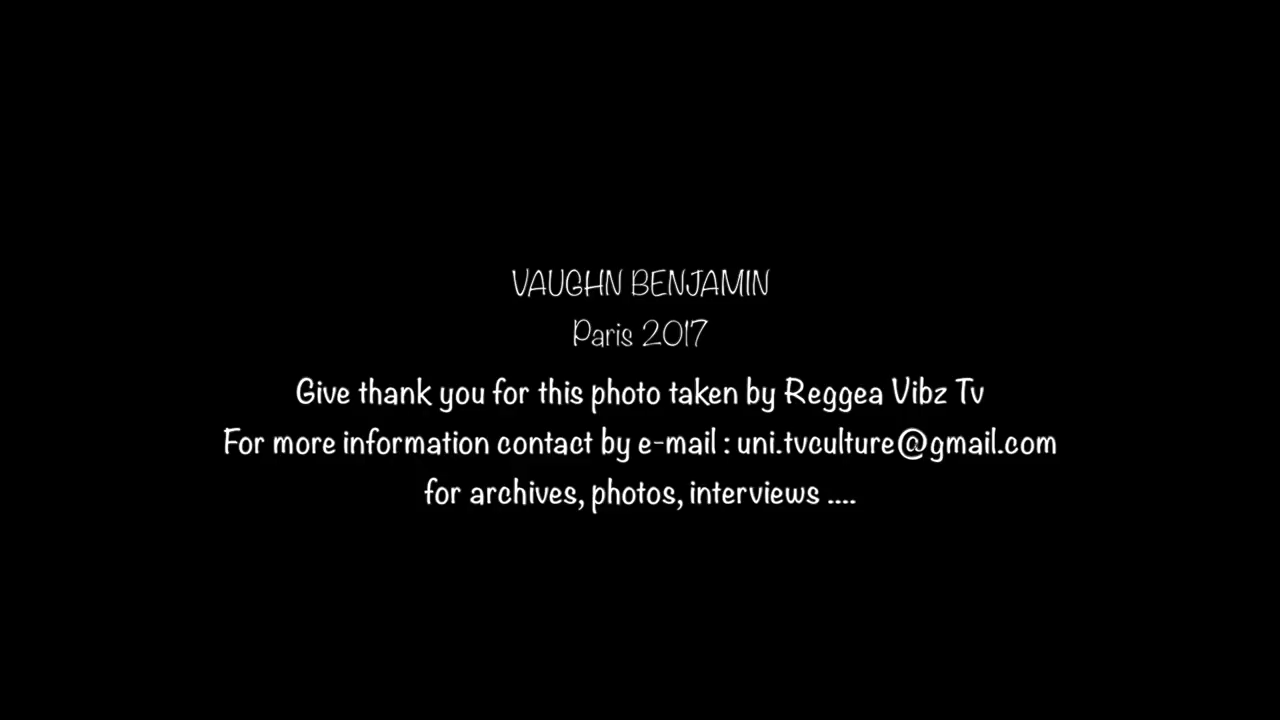 VAUGHN BENJAMIN
Paris 2017
Give thank you for this photo taken by Reggea Vibz Tv
For more information contact by e-mail : uni.tvculture@gmail.com
for archives, photos, interviews ....